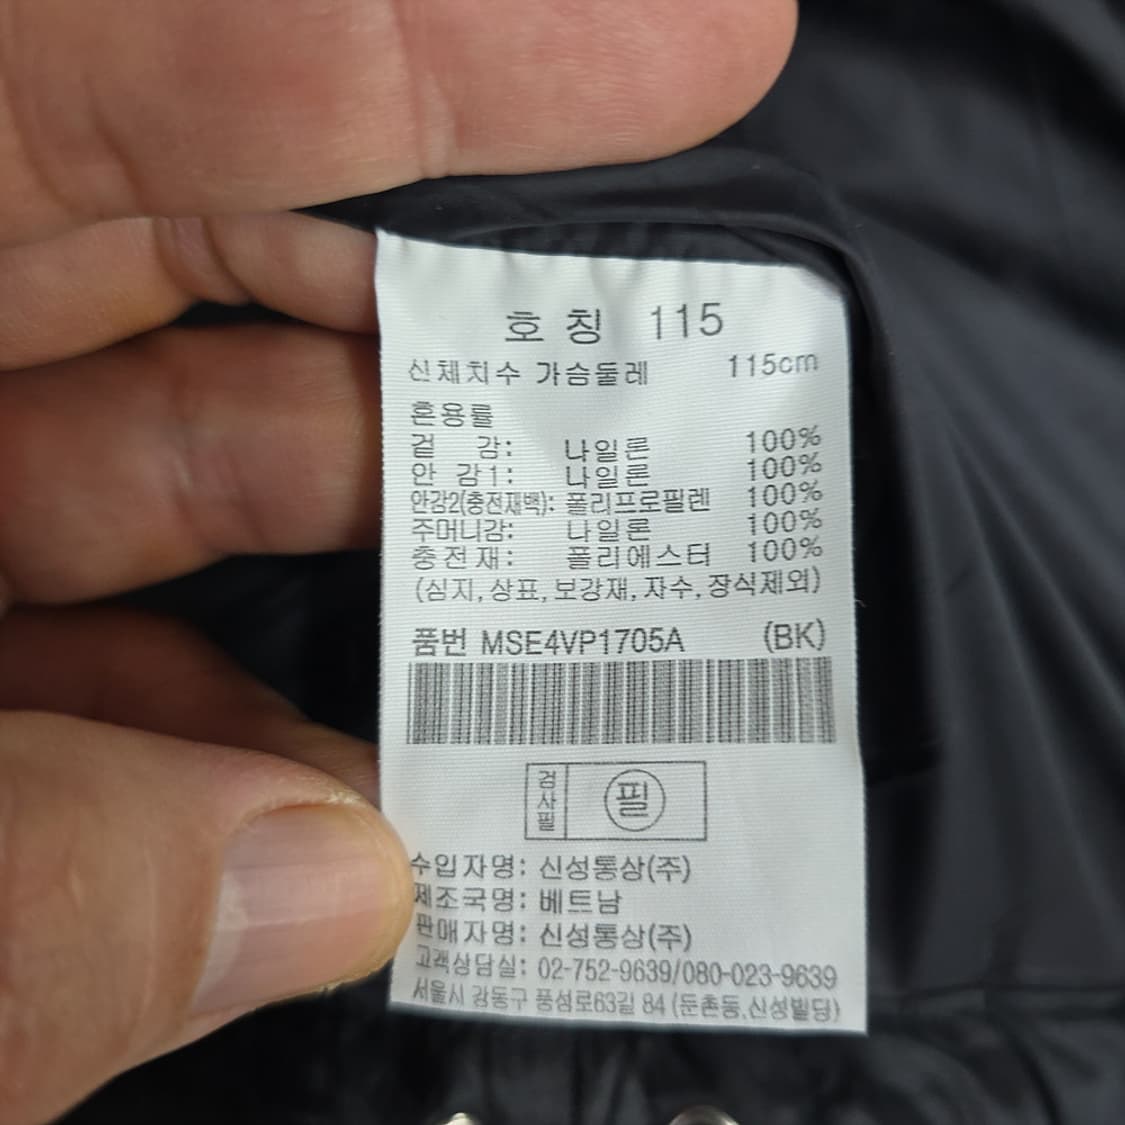 호 칭 115
신체치수 가슴둘레 115cm
혼용률
겉 감: 나일론 100%
안 감1: 나일론 100%
안감2(충전재백): 폴리프로필렌 100%
주머니감: 나일론 100%
충전재: 폴리에스터 100%
(심지, 상표, 보강재, 자수, 장식제외)
품번 MSE4VP1705A (BK)
검사필 필
수입자명: 신성통상(주)
제조국명: 베트남
판매자명: 신성통상(주)
고객상담실: 02-752-9639/080-023-9639
서울시 강동구 풍성로63길 84 (둔촌동,신성빌딩)